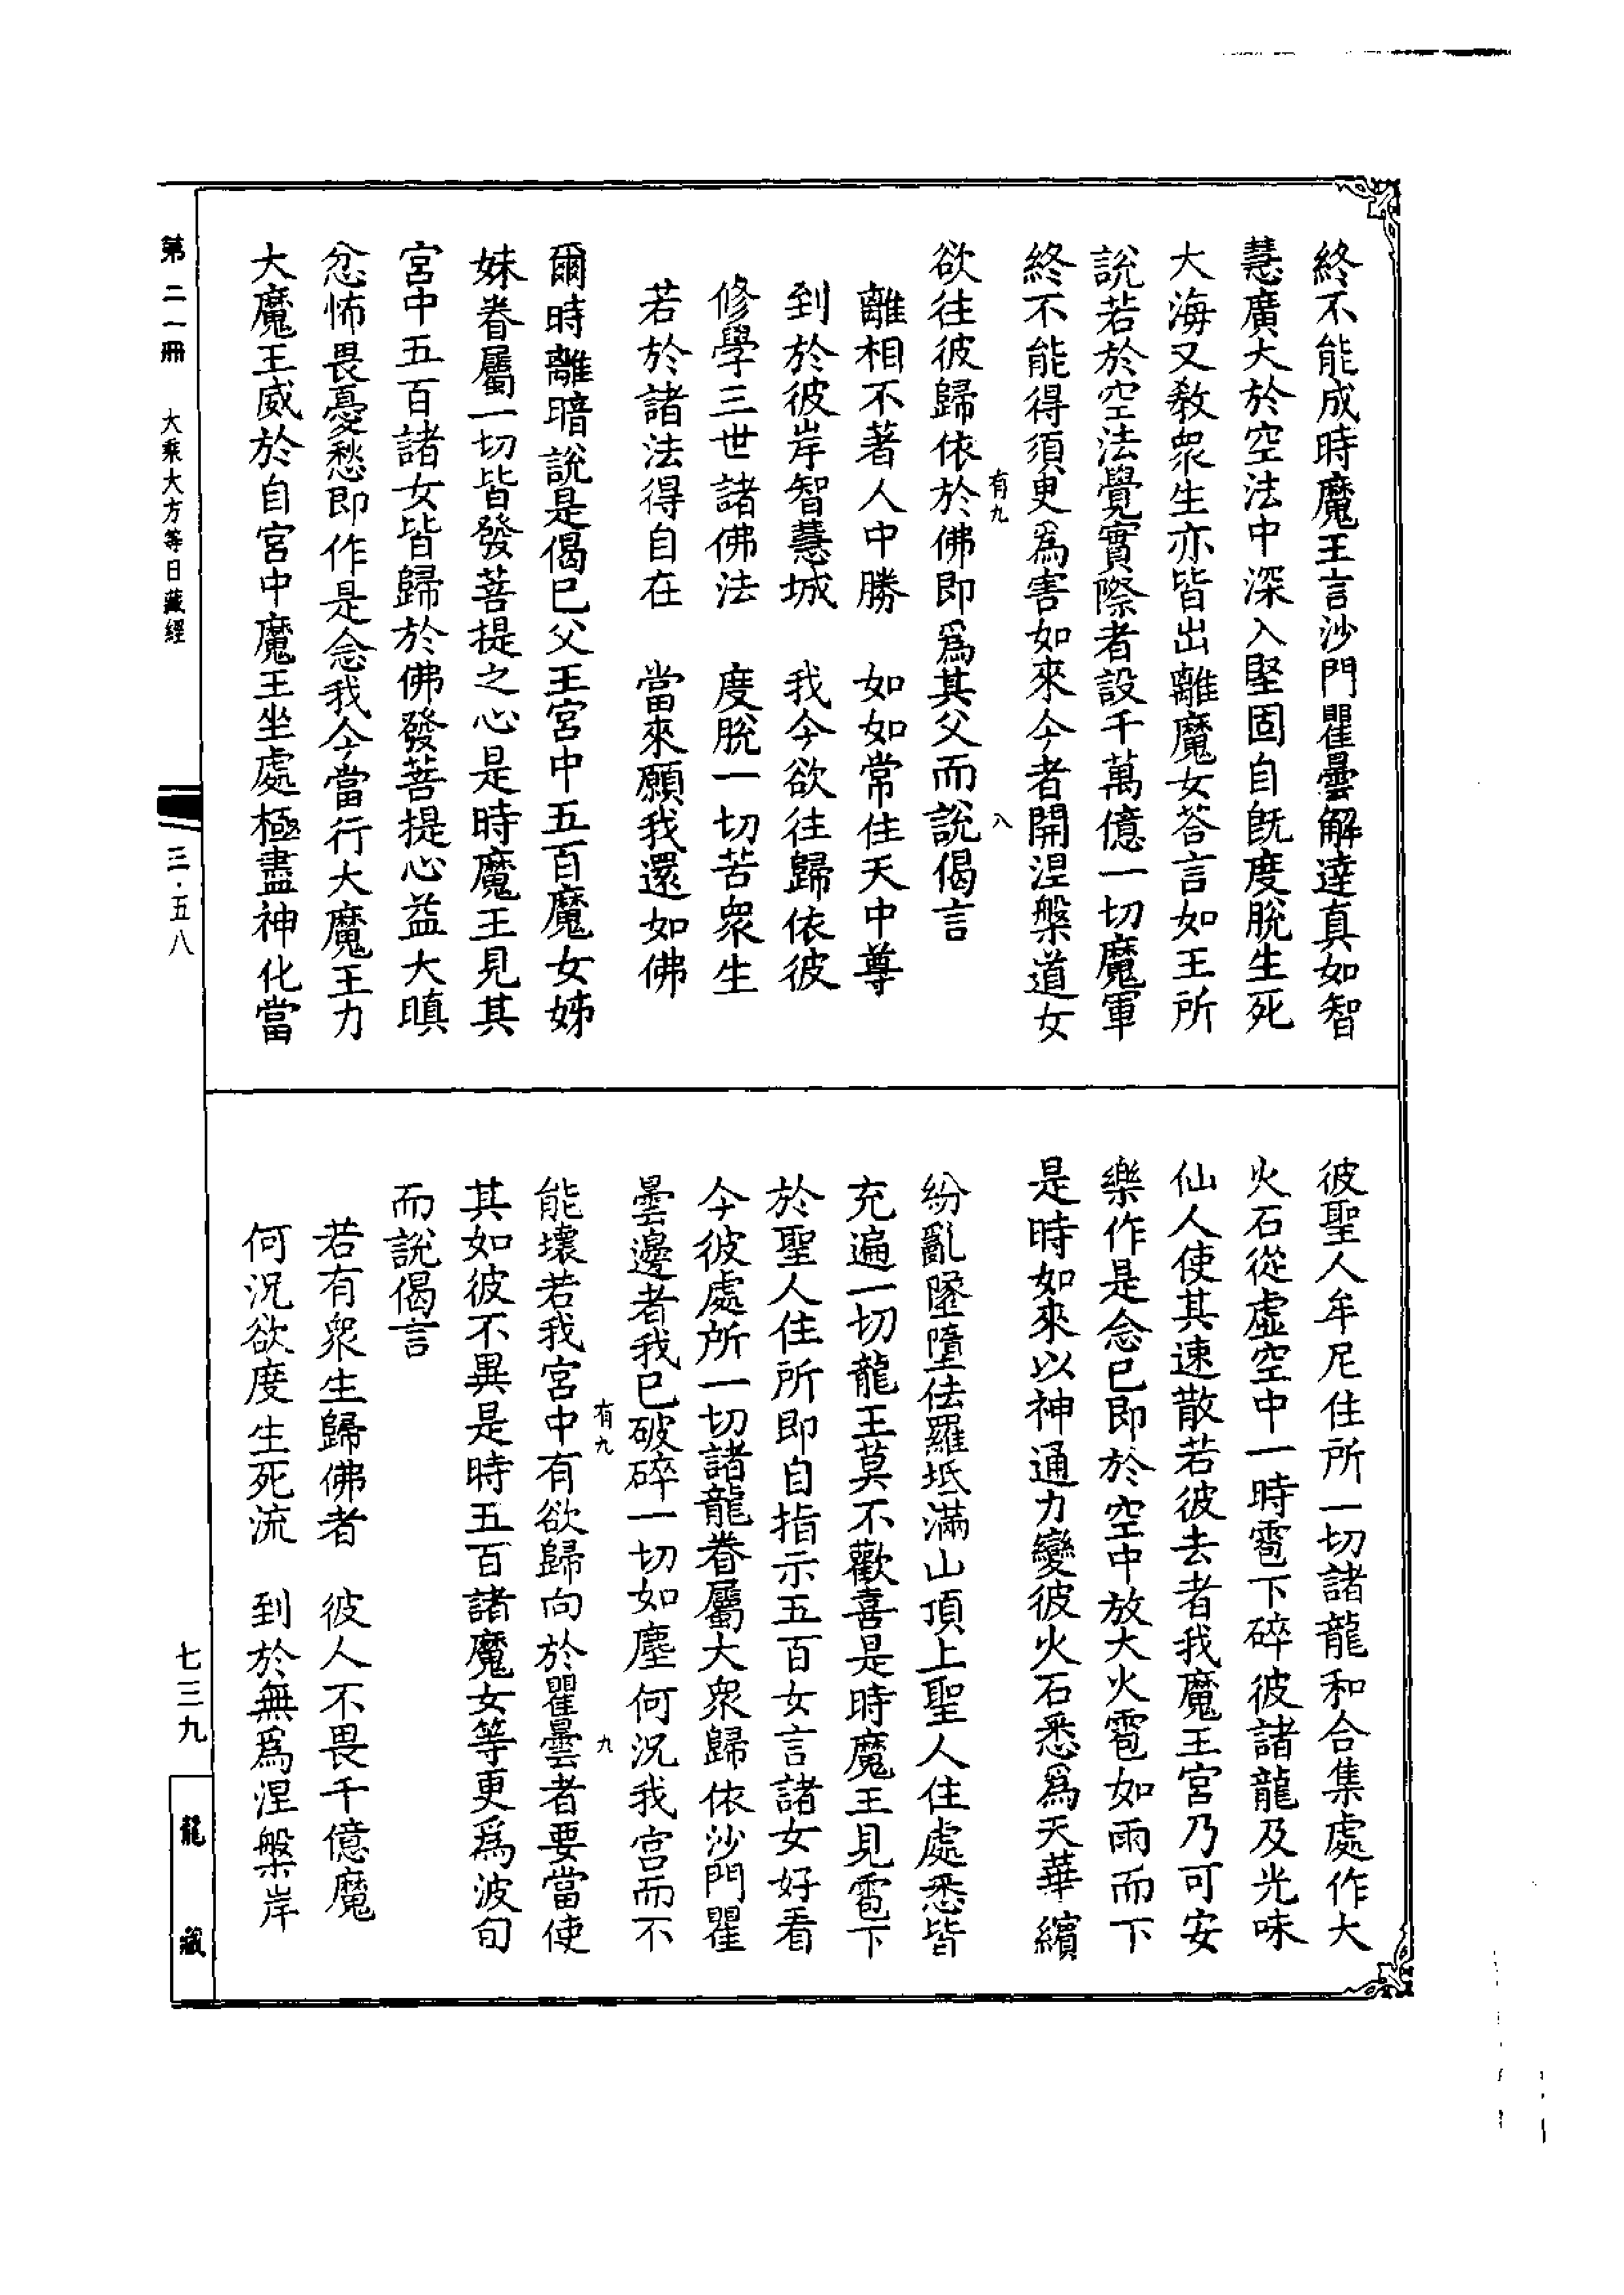 終不能成時魔王言沙門瞿曇解達真如智
慧廣大於空法中深入堅固自旣度脫生死
大海又教衆生亦皆出離魔女荅言如王所
說若於空法覺實際者設千萬億一切魔軍
終不能得須更爲害如來今者開涅槃道女
有九 八
欲往彼歸依於佛即爲其父而說偈言
離相不著人中勝 如如常住天中尊
到於彼岸智慧城 我今欲往歸依彼
修學三世諸佛法 度脫一切苦衆生
若於諸法得自在 當來願我還如佛
爾時離暗說是偈已父王宮中五百魔女姊
妹眷屬一切皆發菩提之心是時魔王見其
宮中五百諸女皆歸於佛發菩提心益大瞋
忿怖畏憂愁即作是念我今當行大魔王力
大魔王威於自宮中魔王坐處極盡神化當
彼聖人牟尼住所一切諸龍和合集處作大
火石從虛空中一時雹下碎彼諸龍及光味
仙人使其速散若彼去者我魔王宮乃可安
樂作是念已即於空中放大火雹如雨而下
是時如來以神通力變彼火石悉爲天華繽
紛亂墜墮佉羅坻滿山頂上聖人住處悉皆
充遍一切龍王莫不歡喜是時魔王見雹下
於聖人住所即自指示五百女言諸女好看
今彼處所一切諸龍眷屬大衆歸依沙門瞿
曇邊者我已破碎一切如塵何況我宮而不
有九 九
能壞若我宮中有欲歸向於瞿曇者要當使
其如彼不異是時五百諸魔女等更爲波旬
而說偈言
若有衆生歸佛者 彼人不畏千億魔
何況欲度生死流 到於無爲涅槃岸
第二一冊 大乘大方等日藏經 三·五八 七三九 龍藏